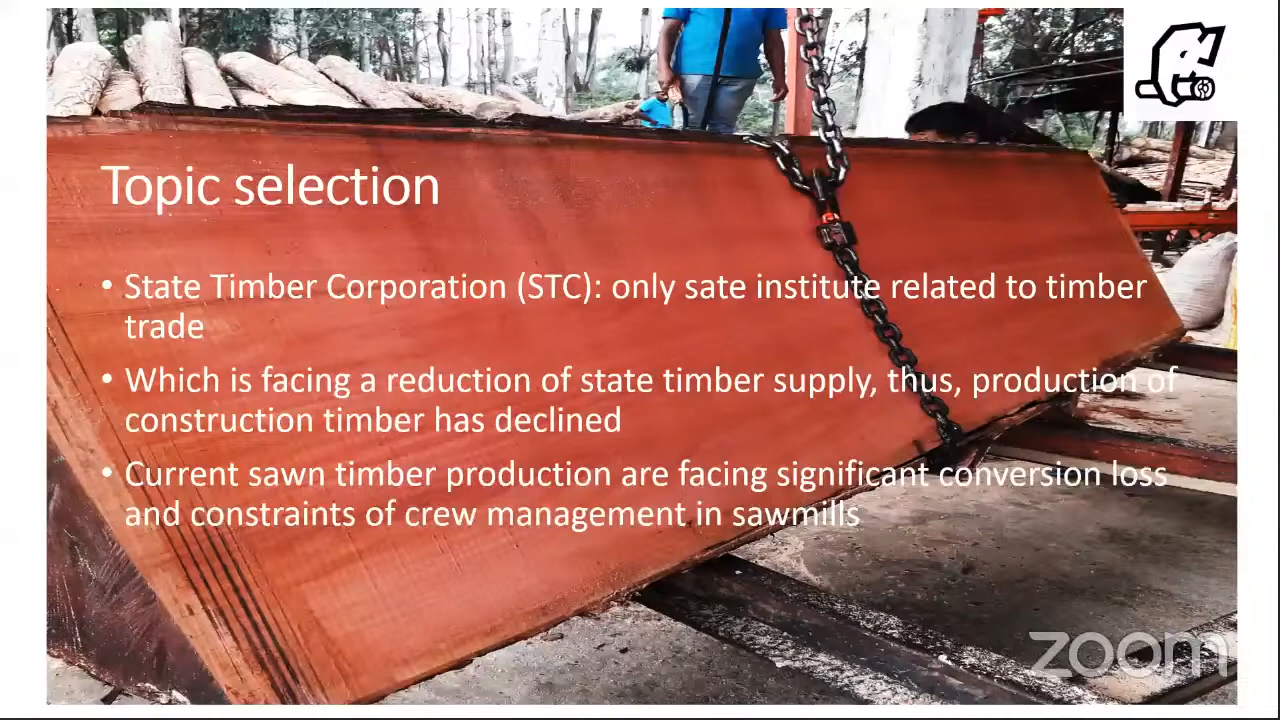 Topic selection
• State Timber Corporation (STC): only sate institute related to timber
trade
• Which is facing a reduction of state timber supply, thus, production of
construction timber has declined
• Current sawn timber production are facing significant conversion loss
and constraints of crew management in sawmills
zoom